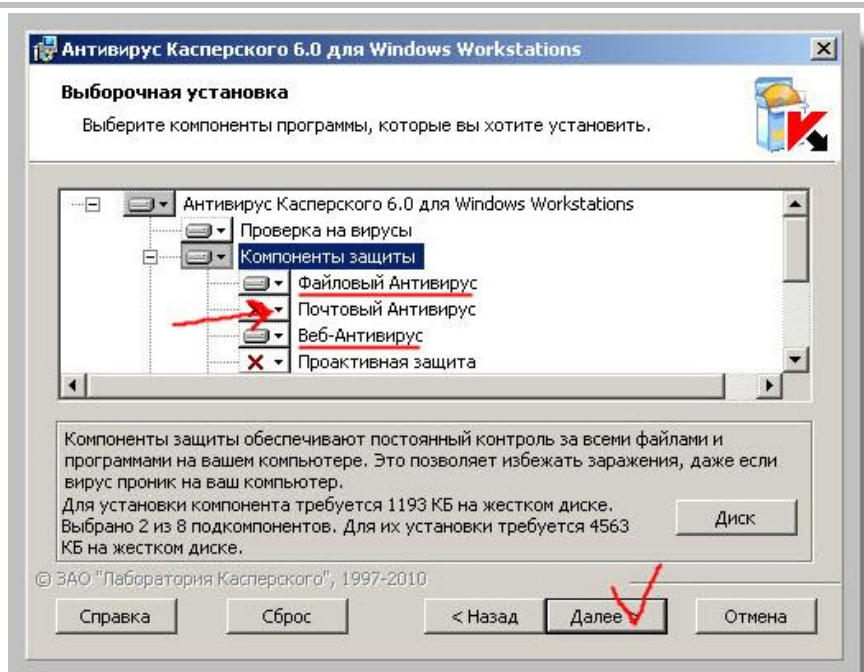 Антивирус Касперского 6.0 для Windows Workstations
Выборочная установка
Выберите компоненты программы, которые вы хотите установить.
Антивирус Касперского 6.0 для Windows Workstations
Проверка на вирусы
Компоненты защиты
Файловый Антивирус
Почтовый Антивирус
Веб-Антивирус
Проактивная защита
Компоненты защиты обеспечивают постоянный контроль за всеми файлами и
программами на вашем компьютере. Это позволяет избежать заражения, даже если
вирус проник на ваш компьютер.
Для установки компонента требуется 1193 КБ на жестком диске.
Выбрано 2 из 8 подкомпонентов. Для их установки требуется 4563
КБ на жестком диске.
Диск
© ЗАО "Лаборатория Касперского", 1997-2010
Справка
Сброс
< Назад
Далее >
Отмена